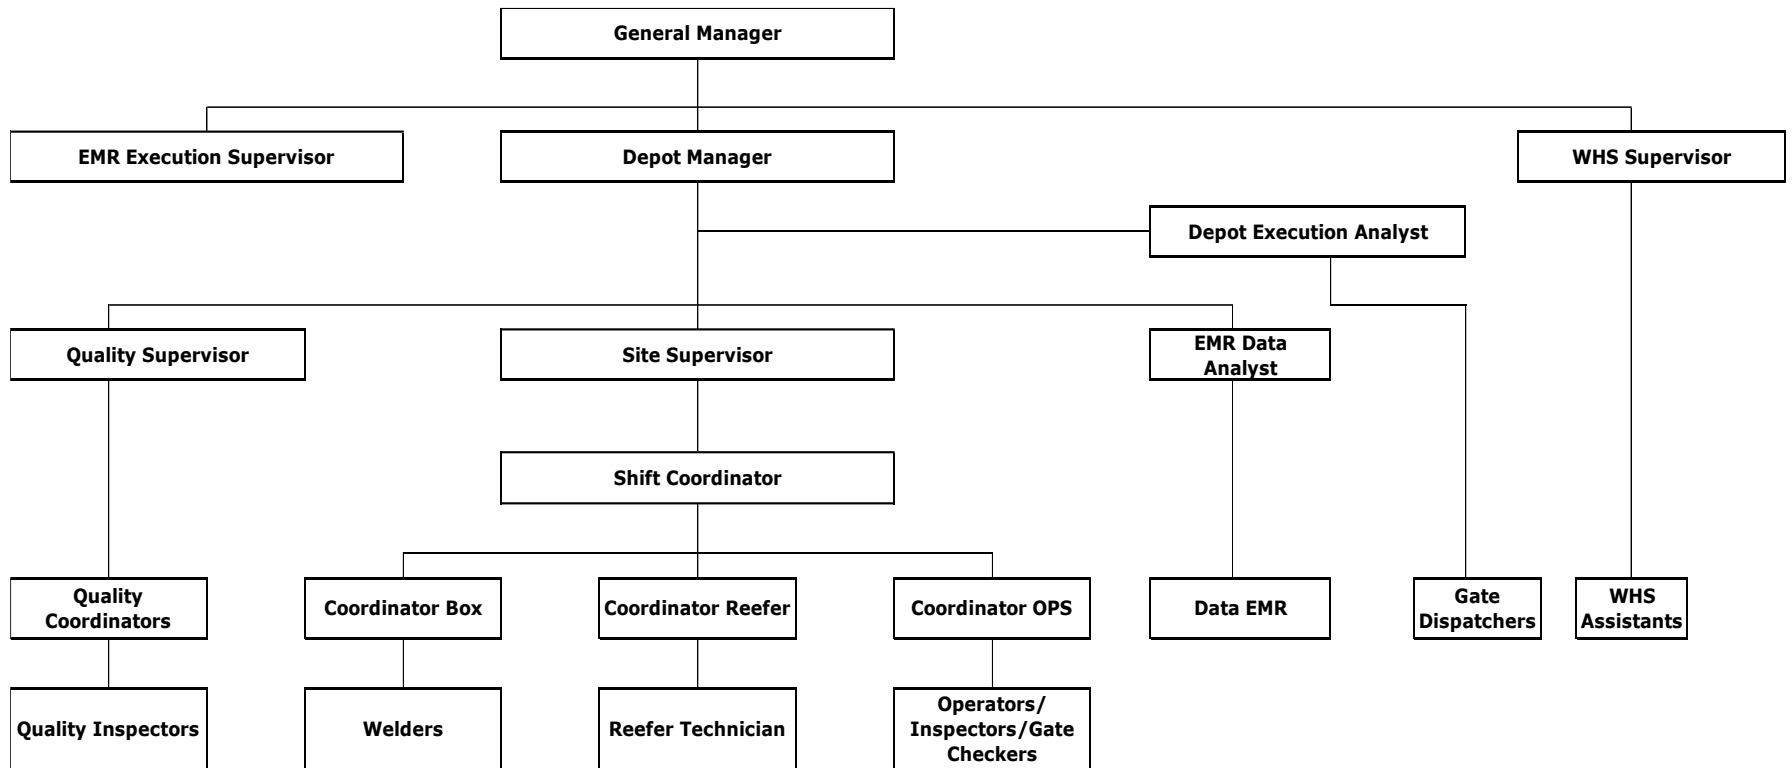 General Manager
EMR Execution Supervisor
Depot Manager
WHS Supervisor
Depot Execution Analyst
Quality Supervisor
Site Supervisor
EMR Data
Analyst
Shift Coordinator
Quality
Coordinators
Coordinator Box
Coordinator Reefer
Coordinator OPS
Data EMR
Gate
Dispatchers
WHS
Assistants
Quality Inspectors
Welders
Reefer Technician
Operators/
Inspectors/Gate
Checkers